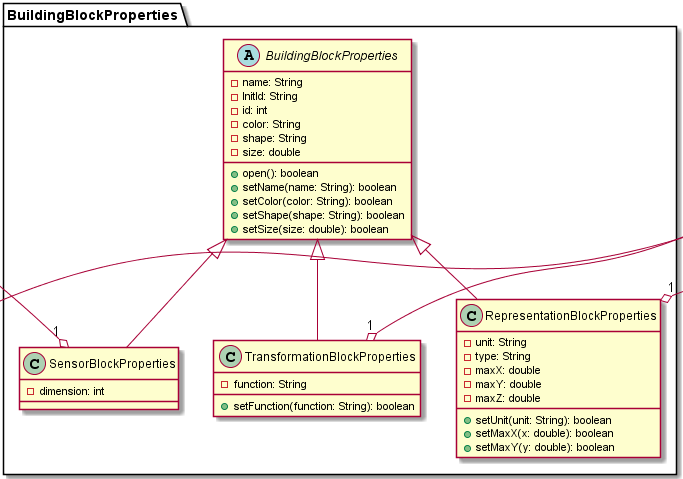 BuildingBlockProperties
A BuildingBlockProperties
name: String
InitId: String
id: int
color: String
shape: String
size: double
open(): boolean
setName(name: String): boolean
setColor(color: String): boolean
setShape(shape: String): boolean
setSize(size: double): boolean
1
1
1
C SensorBlockProperties
dimension: int
C TransformationBlockProperties
function: String
setFunction(function: String): boolean
C RepresentationBlockProperties
unit: String
type: String
maxX: double
maxY: double
maxZ: double
setUnit(unit: String): boolean
setMaxX(x: double): boolean
setMaxY(y: double): boolean